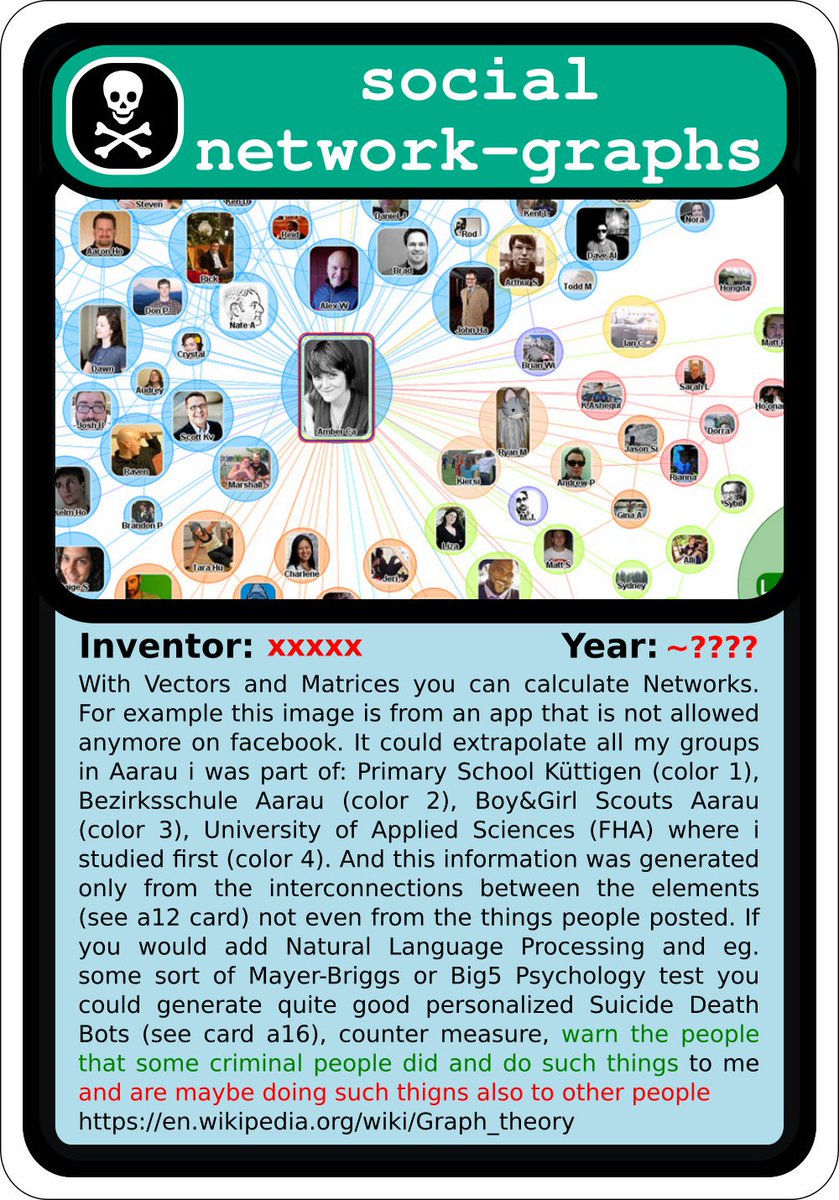 social
network-graphs
Steven
Ken D
Daniel J
Kent L
Nora
Aaron Ho
Rick
Reid
Brad
Rod
Arthur S
Dave Al
Don P
Nate A
Alex W
John Ha
Todd M
Hongda
Dawn
Crystal
Brian Wi
Ian C
Matt F
Audrey
Sarah L
Josh B
Scott Kv
Amber Ca
Ryan M
K Ashequl
Dorra
Raven
Marshall
Kiersi
Andrew P
Jason Si
Rianna
Brandon P
M.J.
Gina A
Sybil
Tara Hu
Charlene
Jeri
Liza
Matt S
Alli
Sydney
L
Inventor: xxxxx Year: ~????
With Vectors and Matrices you can calculate Networks.
For example this image is from an app that is not allowed
anymore on facebook. It could extrapolate all my groups
in Aarau i was part of: Primary School Küttigen (color 1),
Bezirksschule Aarau (color 2), Boy&Girl Scouts Aarau
(color 3), University of Applied Sciences (FHA) where i
studied first (color 4). And this information was generated
only from the interconnections between the elements
(see a12 card) not even from the things people posted. If
you would add Natural Language Processing and eg.
some sort of Mayer-Briggs or Big5 Psychology test you
could generate quite good personalized Suicide Death
Bots (see card a16), counter measure, warn the people
that some criminal people did and do such things to me
and are maybe doing such thigns also to other people
https://en.wikipedia.org/wiki/Graph_theory